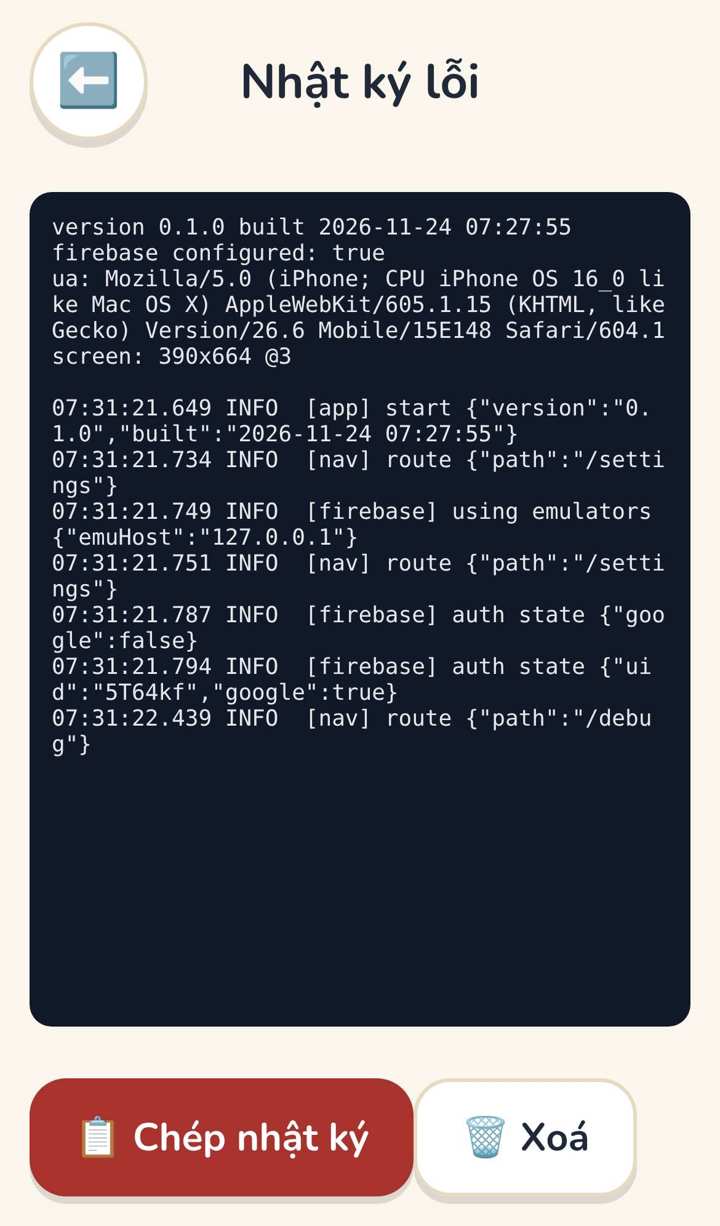 Nhật ký lỗi
version 0.1.0 built 2026-11-24 07:27:55
firebase configured: true
ua: Mozilla/5.0 (iPhone; CPU iPhone OS 16_0 li
ke Mac OS X) AppleWebKit/605.1.15 (KHTML, like
Gecko) Version/26.6 Mobile/15E148 Safari/604.1
screen: 390x664 @3
07:31:21.649 INFO  [app] start {"version":"0.
1.0","built":"2026-11-24 07:27:55"}
07:31:21.734 INFO  [nav] route {"path":"/setti
ngs"}
07:31:21.749 INFO  [firebase] using emulators
{"emuHost":"127.0.0.1"}
07:31:21.751 INFO  [nav] route {"path":"/setti
ngs"}
07:31:21.787 INFO  [firebase] auth state {"goo
gle":false}
07:31:21.794 INFO  [firebase] auth state {"ui
d":"5T64kf","google":true}
07:31:22.439 INFO  [nav] route {"path":"/debu
g"}
Chép nhật ký
Xoá